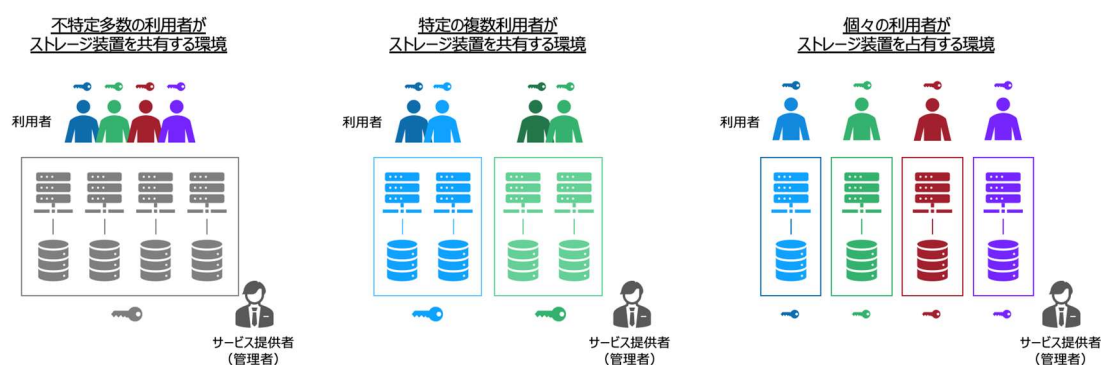 不特定多数の利用者が
ストレージ装置を共有する環境
利用者
サービス提供者
（管理者）
特定の複数利用者が
ストレージ装置を共有する環境
利用者
サービス提供者
（管理者）
個々の利用者が
ストレージ装置を占有する環境
利用者
サービス提供者
（管理者）